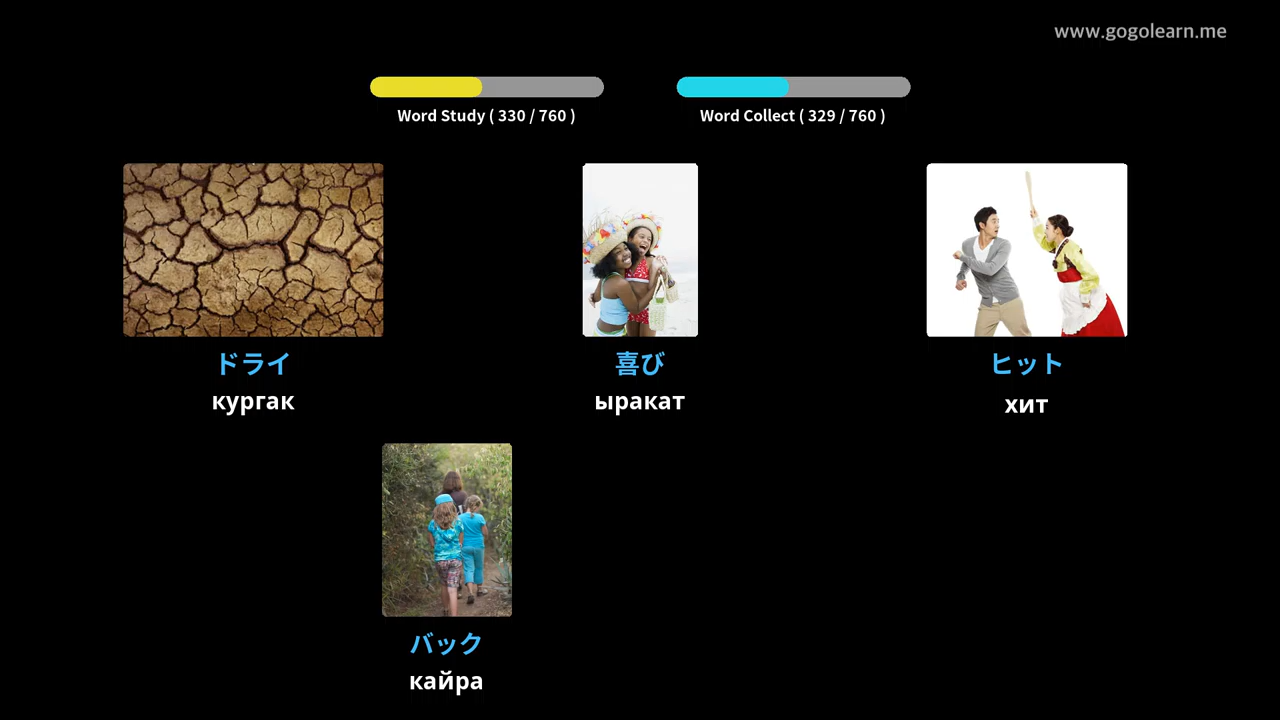 www.gogolearn.me
Word Study ( 330 / 760 )
Word Collect ( 329 / 760 )
ドライ
кургак
喜び
ыракат
ヒット
хит
バック
кайра